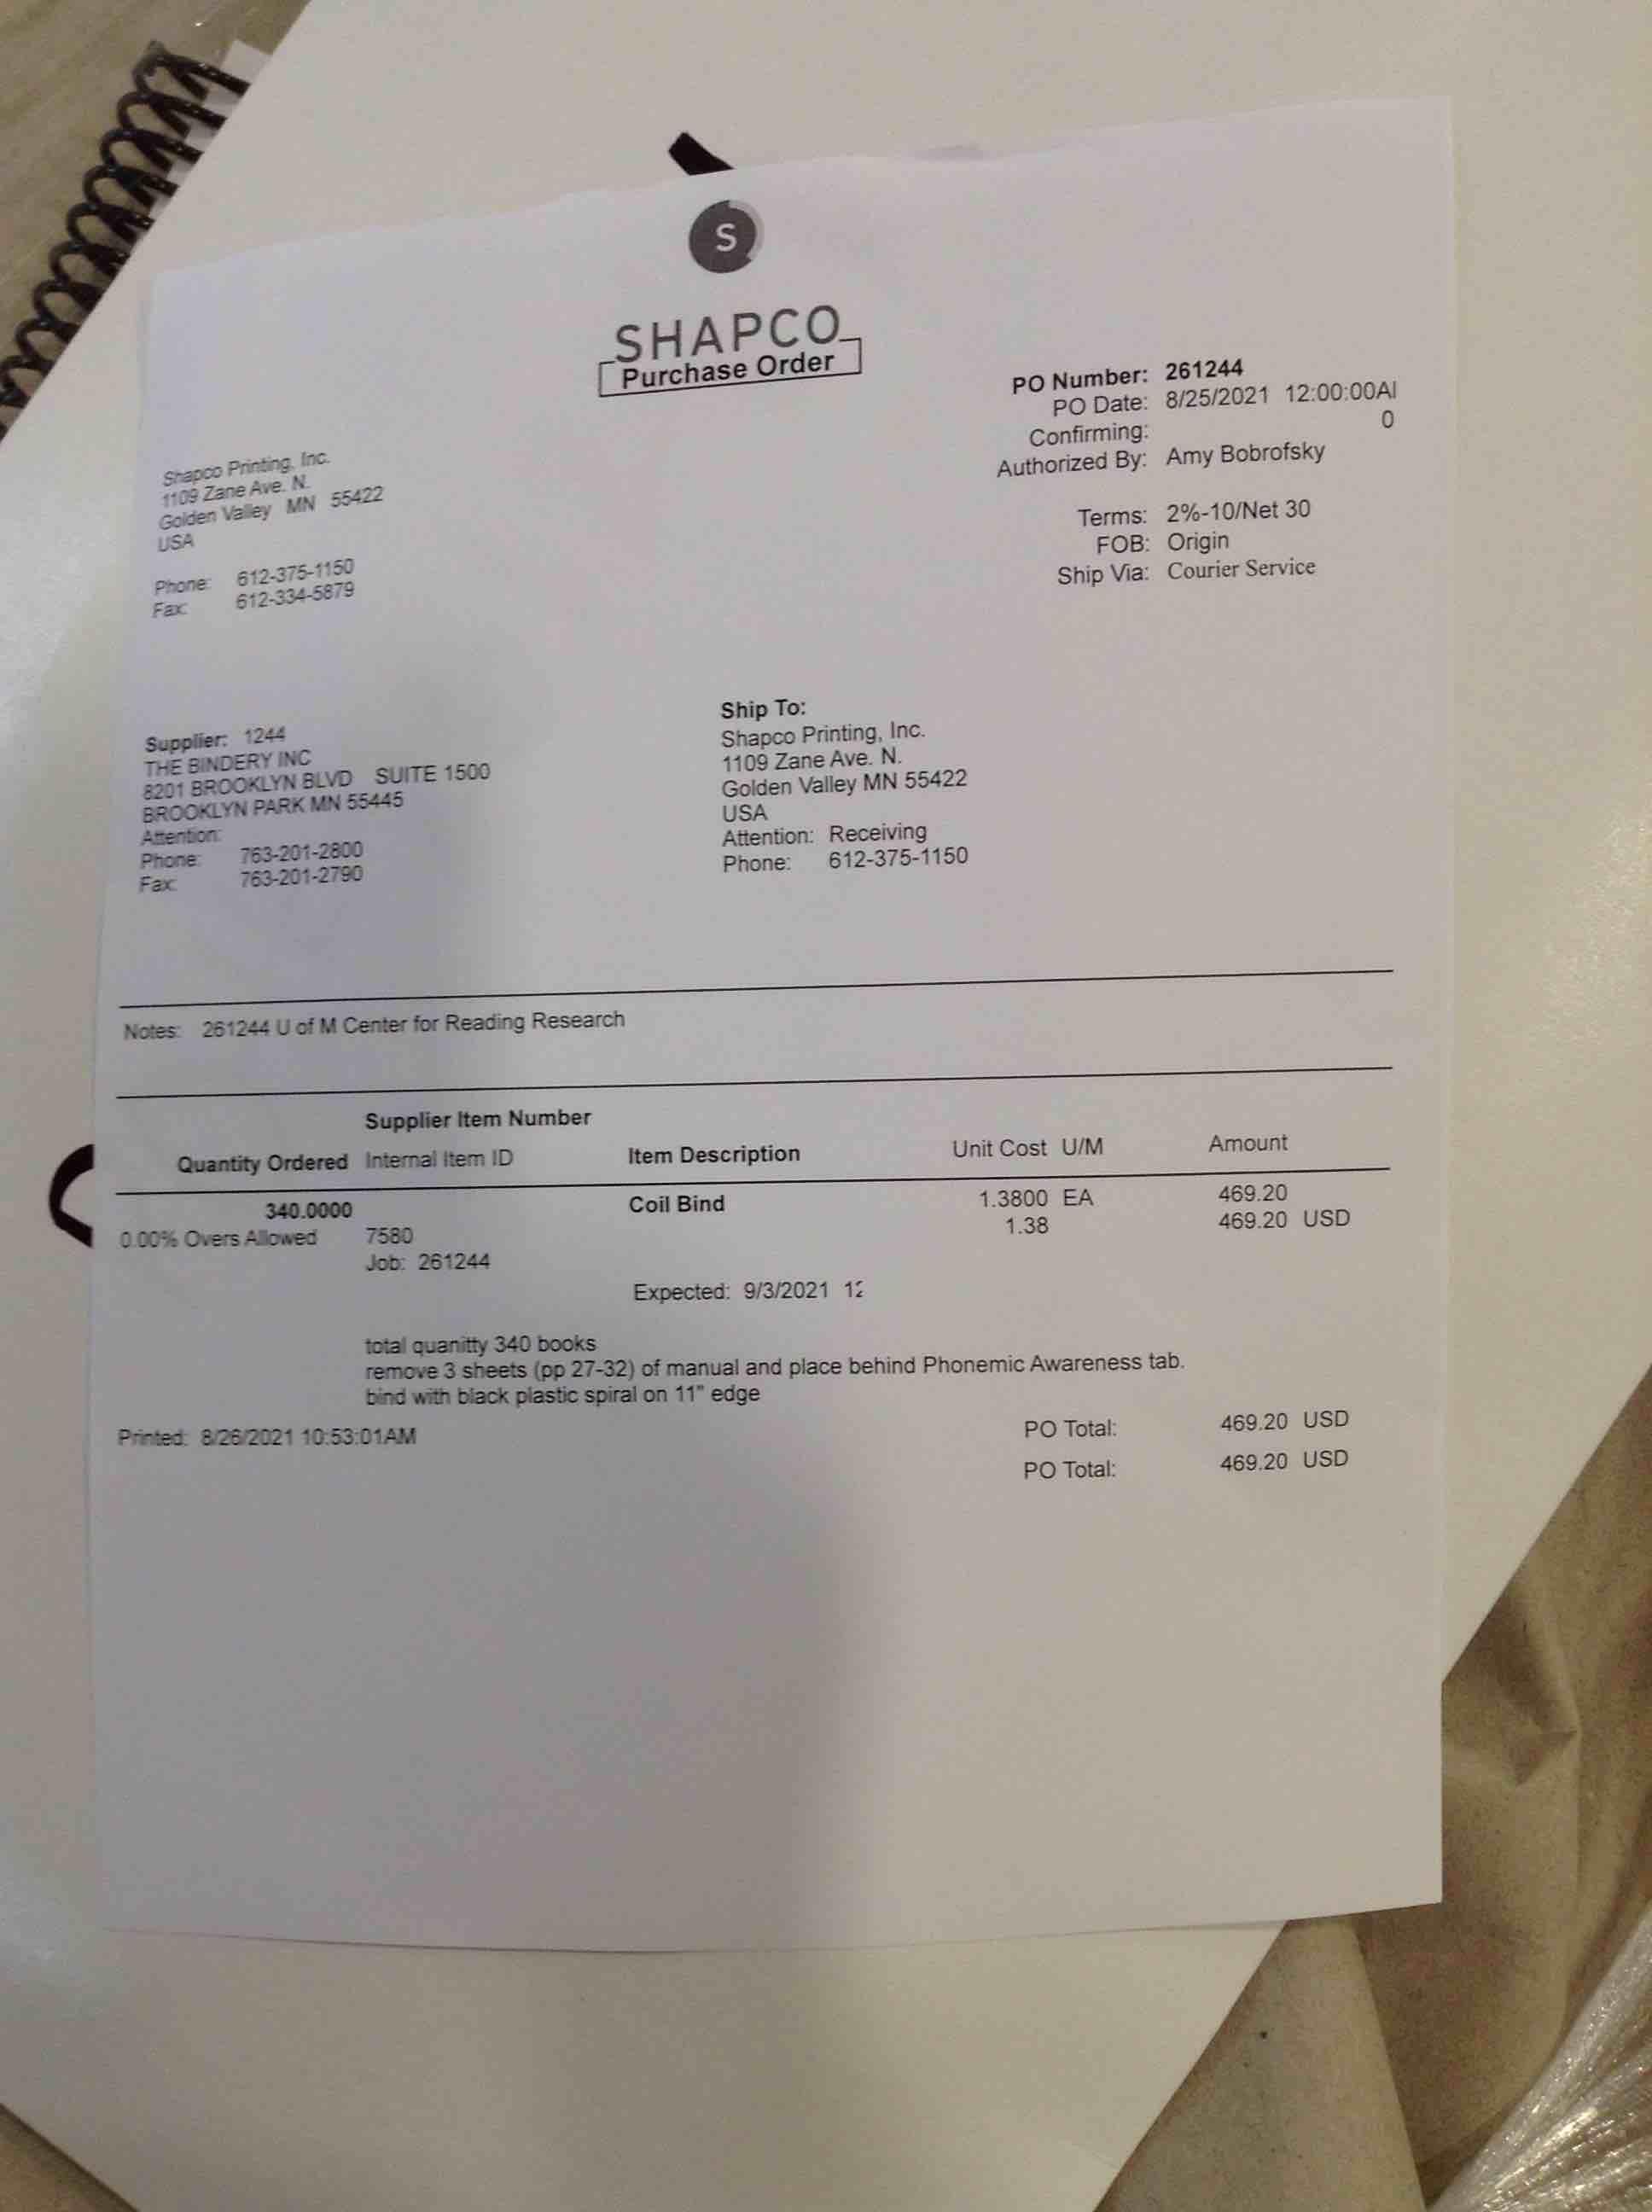 S
SHAPCO
Purchase Order
PO Number: 261244
PO Date: 8/25/2021 12:00:00AI
Confirming: 0
Authorized By: Amy Bobrofsky
Terms: 2%-10/Net 30
FOB: Origin
Ship Via: Courier Service
Shapco Printing, Inc.
1109 Zane Ave. N.
Golden Valley MN 55422
USA
Phone: 612-375-1150
Fax: 612-334-5879
Supplier: 1244
THE BINDERY INC
8201 BROOKLYN BLVD SUITE 1500
BROOKLYN PARK MN 55445
Attention:
Phone: 763-201-2800
Fax: 763-201-2790
Ship To:
Shapco Printing, Inc.
1109 Zane Ave. N.
Golden Valley MN 55422
USA
Attention: Receiving
Phone: 612-375-1150
Notes: 261244 U of M Center for Reading Research
Supplier Item Number
Quantity Ordered Internal Item ID Item Description Unit Cost U/M Amount
340.0000 Coil Bind 1.3800 EA 469.20
0.00% Overs Allowed 7580 1.38 469.20 USD
Job: 261244
Expected: 9/3/2021 12
total quanitty 340 books
remove 3 sheets (pp 27-32) of manual and place behind Phonemic Awareness tab.
bind with black plastic spiral on 11" edge
Printed: 8/26/2021 10:53:01AM PO Total: 469.20 USD
PO Total: 469.20 USD